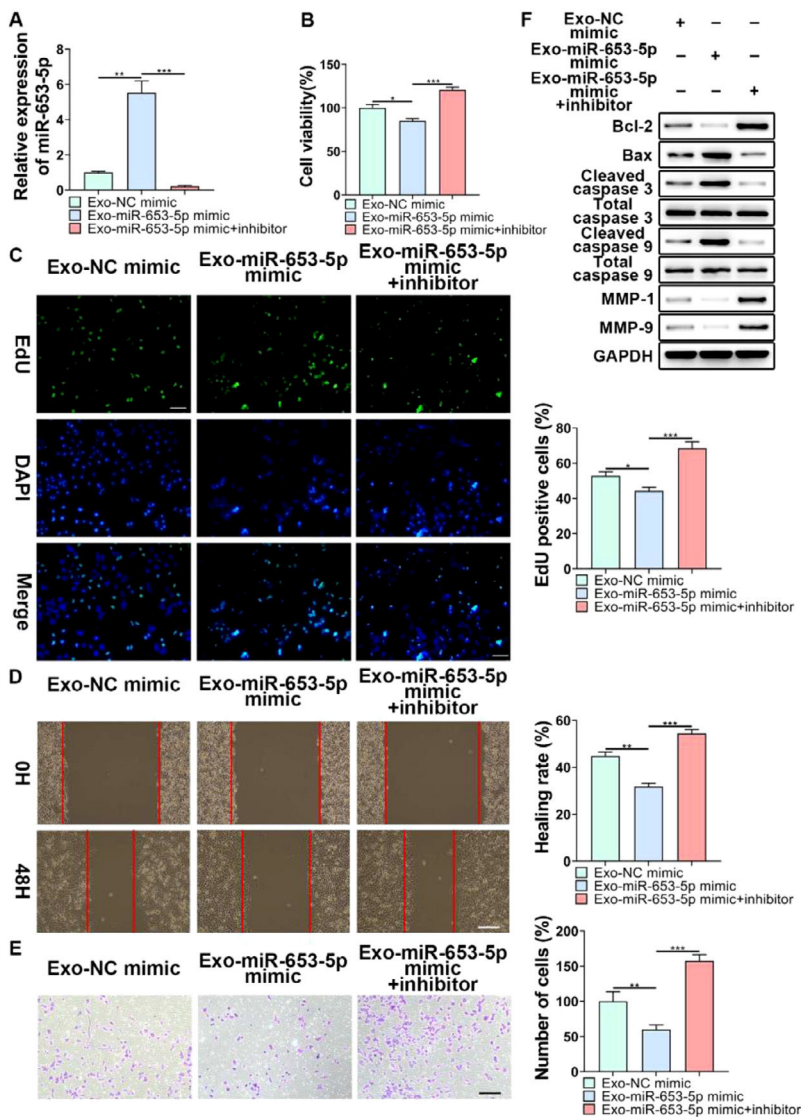 A
Relative expression
of miR-653-5p
8
6
4
2
0
**
***
Exo-NC mimic
Exo-miR-653-5p mimic
Exo-miR-653-5p mimic+inhibitor
B
Cell viability(%)
150
100
50
0
*
***
Exo-NC mimic
Exo-miR-653-5p mimic
Exo-miR-653-5p mimic+inhibitor
F
Exo-NC
mimic
+ − −
Exo-miR-653-5p
mimic
− + −
Exo-miR-653-5p
mimic
+inhibitor
− − +
Bcl-2
Bax
Cleaved
caspase 3
Total
caspase 3
Cleaved
caspase 9
Total
caspase 9
MMP-1
MMP-9
GAPDH
C
Exo-NC mimic
Exo-miR-653-5p
mimic
Exo-miR-653-5p
mimic
+inhibitor
EdU
DAPI
Merge
EdU positive cells (%)
80
60
40
20
0
*
***
Exo-NC mimic
Exo-miR-653-5p mimic
Exo-miR-653-5p mimic+inhibitor
D
Exo-NC mimic
Exo-miR-653-5p
mimic
Exo-miR-653-5p
mimic
+inhibitor
0H
48H
Healing rate (%)
60
40
20
0
**
***
Exo-NC mimic
Exo-miR-653-5p mimic
Exo-miR-653-5p mimic+inhibitor
E
Exo-NC mimic
Exo-miR-653-5p
mimic
Exo-miR-653-5p
mimic
+inhibitor
Number of cells (%)
200
150
100
50
0
**
***
Exo-NC mimic
Exo-miR-653-5p mimic
Exo-miR-653-5p mimic+inhibitor